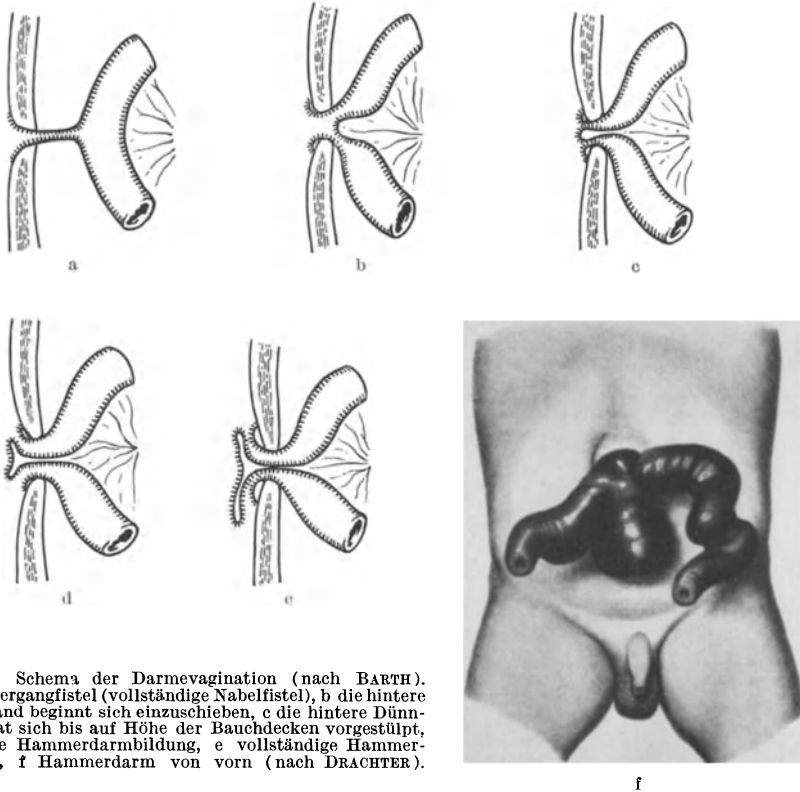 a
b
c
d
e
Schema der Darmevagination (nach BARTH).
ergangfistel (vollständige Nabelfistel), b die hintere
and beginnt sich einzuschieben, c die hintere Dünn-
at sich bis auf Höhe der Bauchdecken vorgestülpt,
e Hammerdarmbildung, e vollständige Hammer-
, f Hammerdarm von vorn (nach DRACHTER).
f